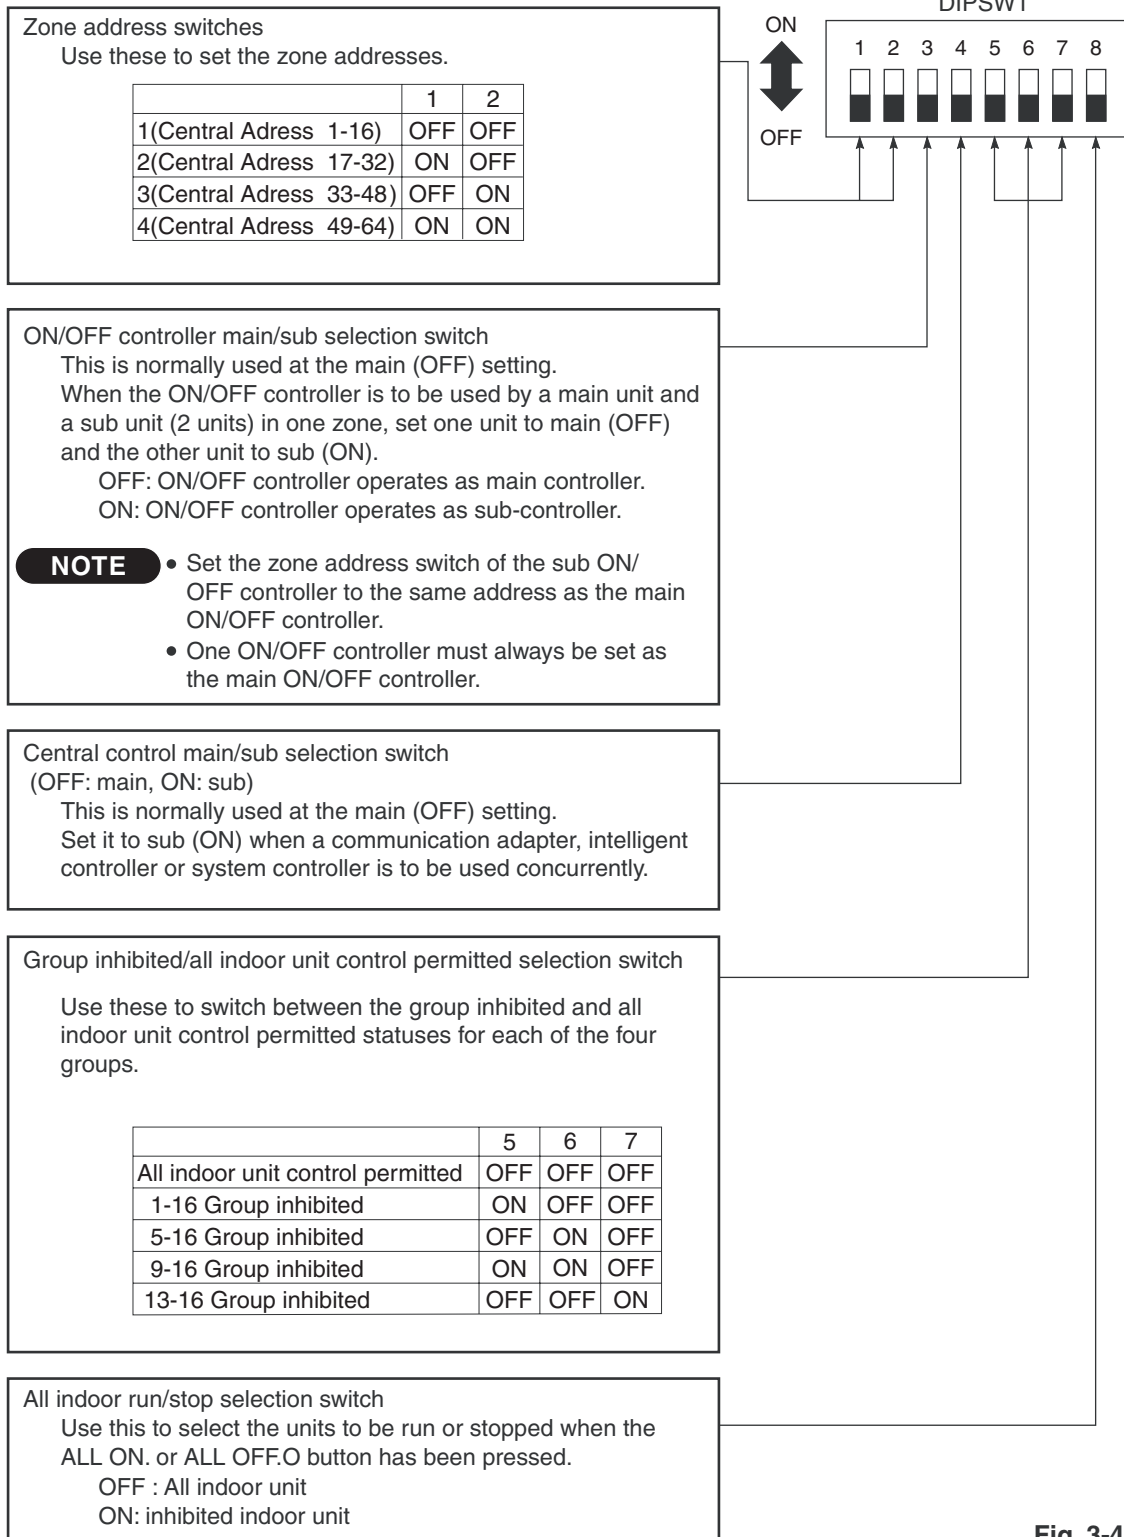 DIPSW1
ON
OFF
1 2 3 4 5 6 7 8
Zone address switches
Use these to set the zone addresses.
1 2
1(Central Adress 1-16) OFF OFF
2(Central Adress 17-32) ON OFF
3(Central Adress 33-48) OFF ON
4(Central Adress 49-64) ON ON
ON/OFF controller main/sub selection switch
This is normally used at the main (OFF) setting.
When the ON/OFF controller is to be used by a main unit and
a sub unit (2 units) in one zone, set one unit to main (OFF)
and the other unit to sub (ON).
OFF: ON/OFF controller operates as main controller.
ON: ON/OFF controller operates as sub-controller.
NOTE
• Set the zone address switch of the sub ON/
OFF controller to the same address as the main
ON/OFF controller.
• One ON/OFF controller must always be set as
the main ON/OFF controller.
Central control main/sub selection switch
(OFF: main, ON: sub)
This is normally used at the main (OFF) setting.
Set it to sub (ON) when a communication adapter, intelligent
controller or system controller is to be used concurrently.
Group inhibited/all indoor unit control permitted selection switch
Use these to switch between the group inhibited and all
indoor unit control permitted statuses for each of the four
groups.
5 6 7
All indoor unit control permitted OFF OFF OFF
1-16 Group inhibited ON OFF OFF
5-16 Group inhibited OFF ON OFF
9-16 Group inhibited ON ON OFF
13-16 Group inhibited OFF OFF ON
All indoor run/stop selection switch
Use this to select the units to be run or stopped when the
ALL ON. or ALL OFF.O button has been pressed.
OFF : All indoor unit
ON: inhibited indoor unit
Fig. 3-4